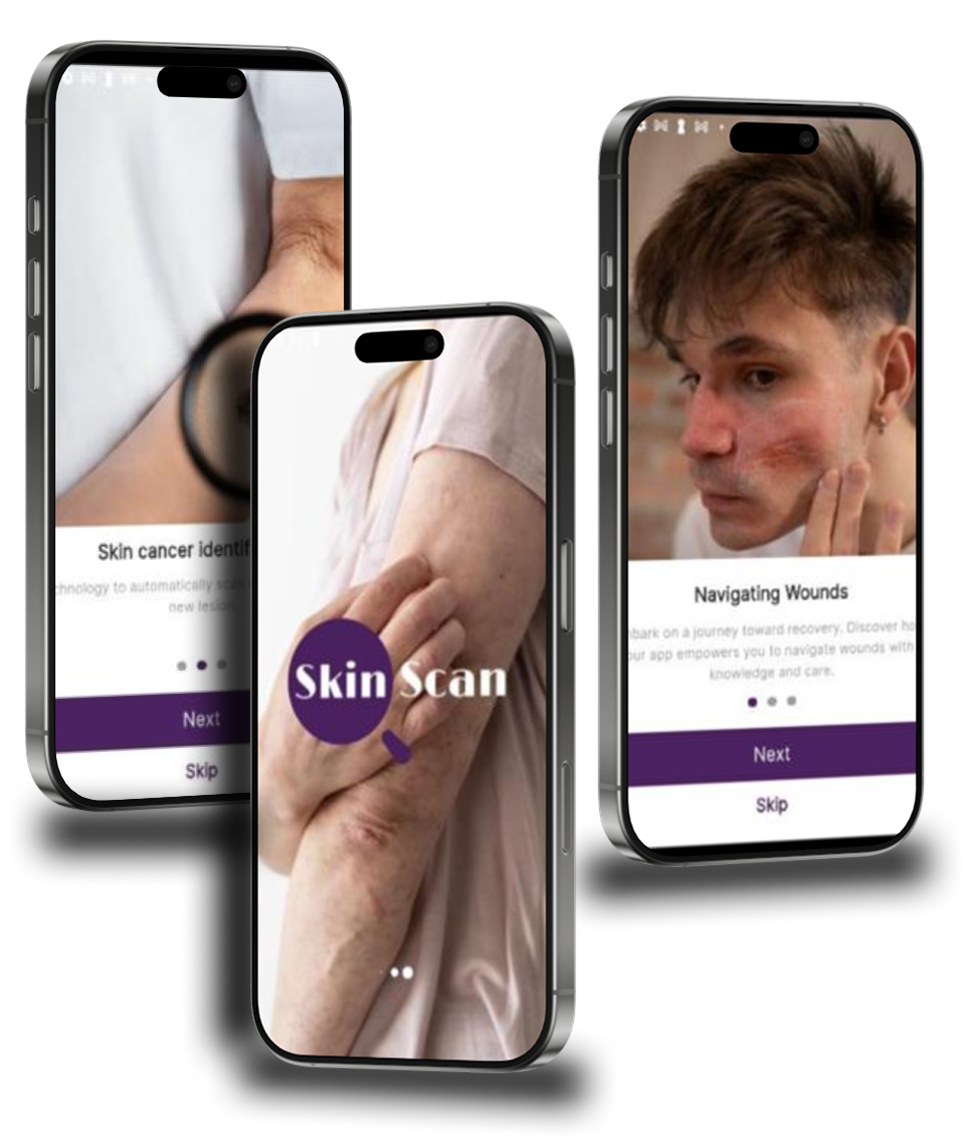 Skin cancer identif
chnology to automatically scan
new lesion
Next
Skip
Skin Scan
Navigating Wounds
bark on a journey toward recovery. Discover ho
our app empowers you to navigate wounds with
knowledge and care.
Next
Skip